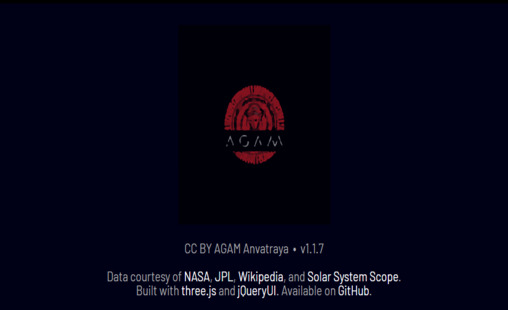 AGAM
CC BY AGAM Anvatraya • v1.1.7
Data courtesy of NASA, JPL, Wikipedia, and Solar System Scope.
Built with three.js and jQueryUI. Available on GitHub.